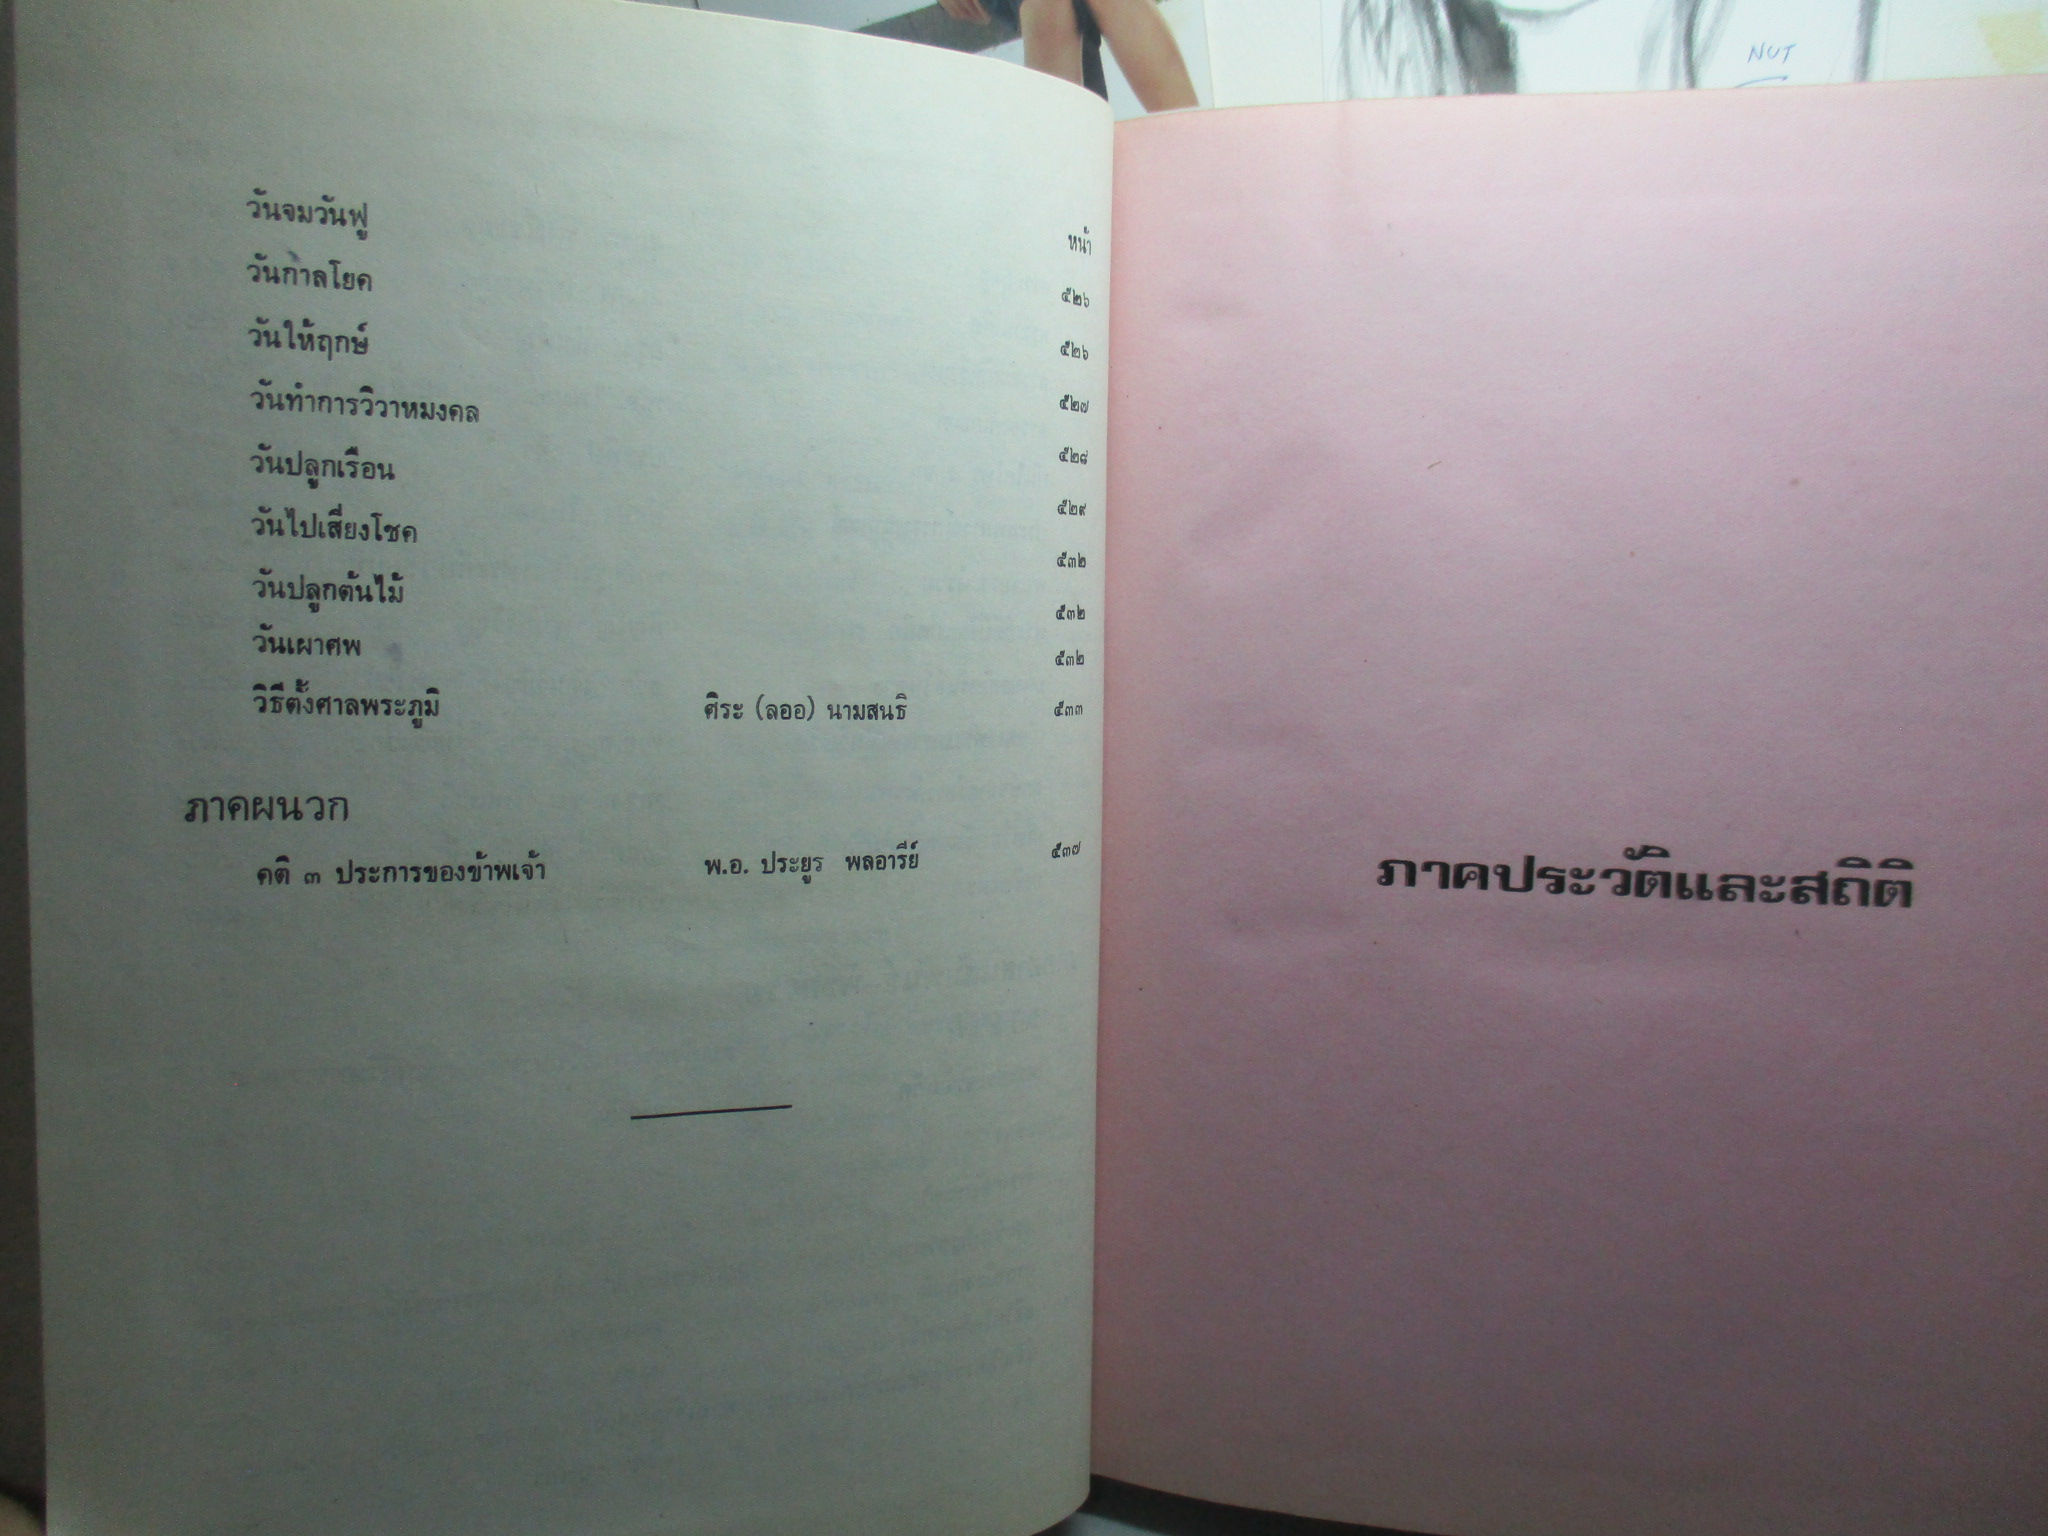 NUT
หน้า
วันจมวันฟู ๕๒๖
วันกาลโยค ๕๒๖
วันให้ฤกษ์ ๕๒๗
วันทำการวิวาหมงคล ๕๒๘
วันปลูกเรือน ๕๒๙
วันไปเสี่ยงโชค ๕๓๒
วันปลูกต้นไม้ ๕๓๒
วันเผาศพ ๕๓๒
วิธีตั้งศาลพระภูมิ ศิระ (ลออ) นามสนธิ ๕๓๓
ภาคผนวก
คติ ๓ ประการของข้าพเจ้า พ.อ. ประยูร พลอารีย์ ๕๓๗
ภาคประวัติและสถิติ